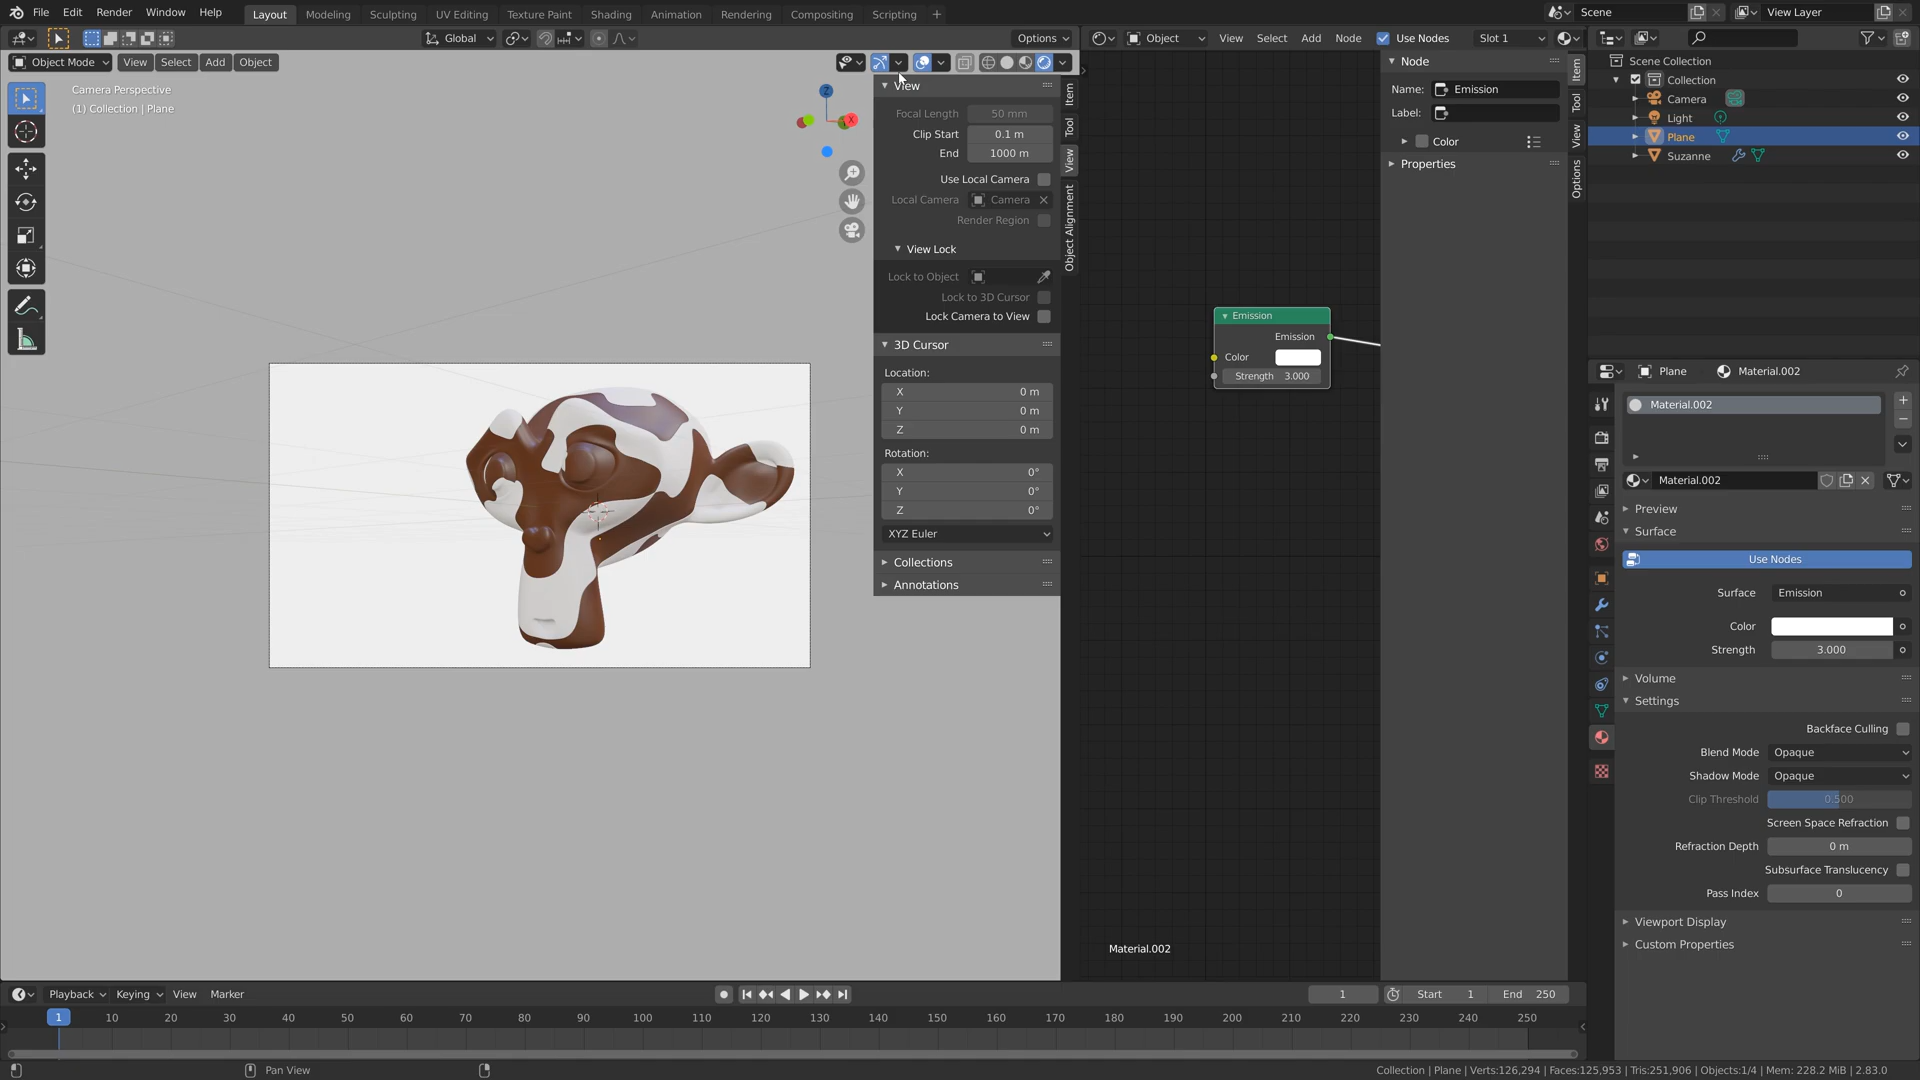 File Edit Render Window Help Layout Modeling Sculpting UV Editing Texture Paint Shading Animation Rendering Compositing Scripting + Scene View Layer
Global Options Object View Select Add Node Use Nodes Slot 1
Object Mode View Select Add Object
Camera Perspective
(1) Collection | Plane
Z
X
View
Focal Length 50 mm
Clip Start 0.1 m
End 1000 m
Use Local Camera
Local Camera Camera
Render Region
View Lock
Lock to Object
Lock to 3D Cursor
Lock Camera to View
3D Cursor
Location:
X 0 m
Y 0 m
Z 0 m
Rotation:
X 0°
Y 0°
Z 0°
XYZ Euler
Collections
Annotations
Item
Tool
View
Object Alignment
Emission
Emission
Color
Strength 3.000
Material.002
Node
Name: Emission
Label:
Color
Properties
Item
Tool
View
Options
Scene Collection
Collection
Camera
Light
Plane
Suzanne
Plane Material.002
Material.002
Material.002
Preview
Surface
Use Nodes
Surface Emission
Color
Strength 3.000
Volume
Settings
Backface Culling
Blend Mode Opaque
Shadow Mode Opaque
Clip Threshold 0.500
Screen Space Refraction
Refraction Depth 0 m
Subsurface Translucency
Pass Index 0
Viewport Display
Custom Properties
Playback Keying View Marker 1 Start 1 End 250
1 10 20 30 40 50 60 70 80 90 100 110 120 130 140 150 160 170 180 190 200 210 220 230 240 250
Pan View Collection | Plane | Verts:126,294 | Faces:125,953 | Tris:251,906 | Objects:1/4 | Mem: 228.2 MiB | 2.83.0